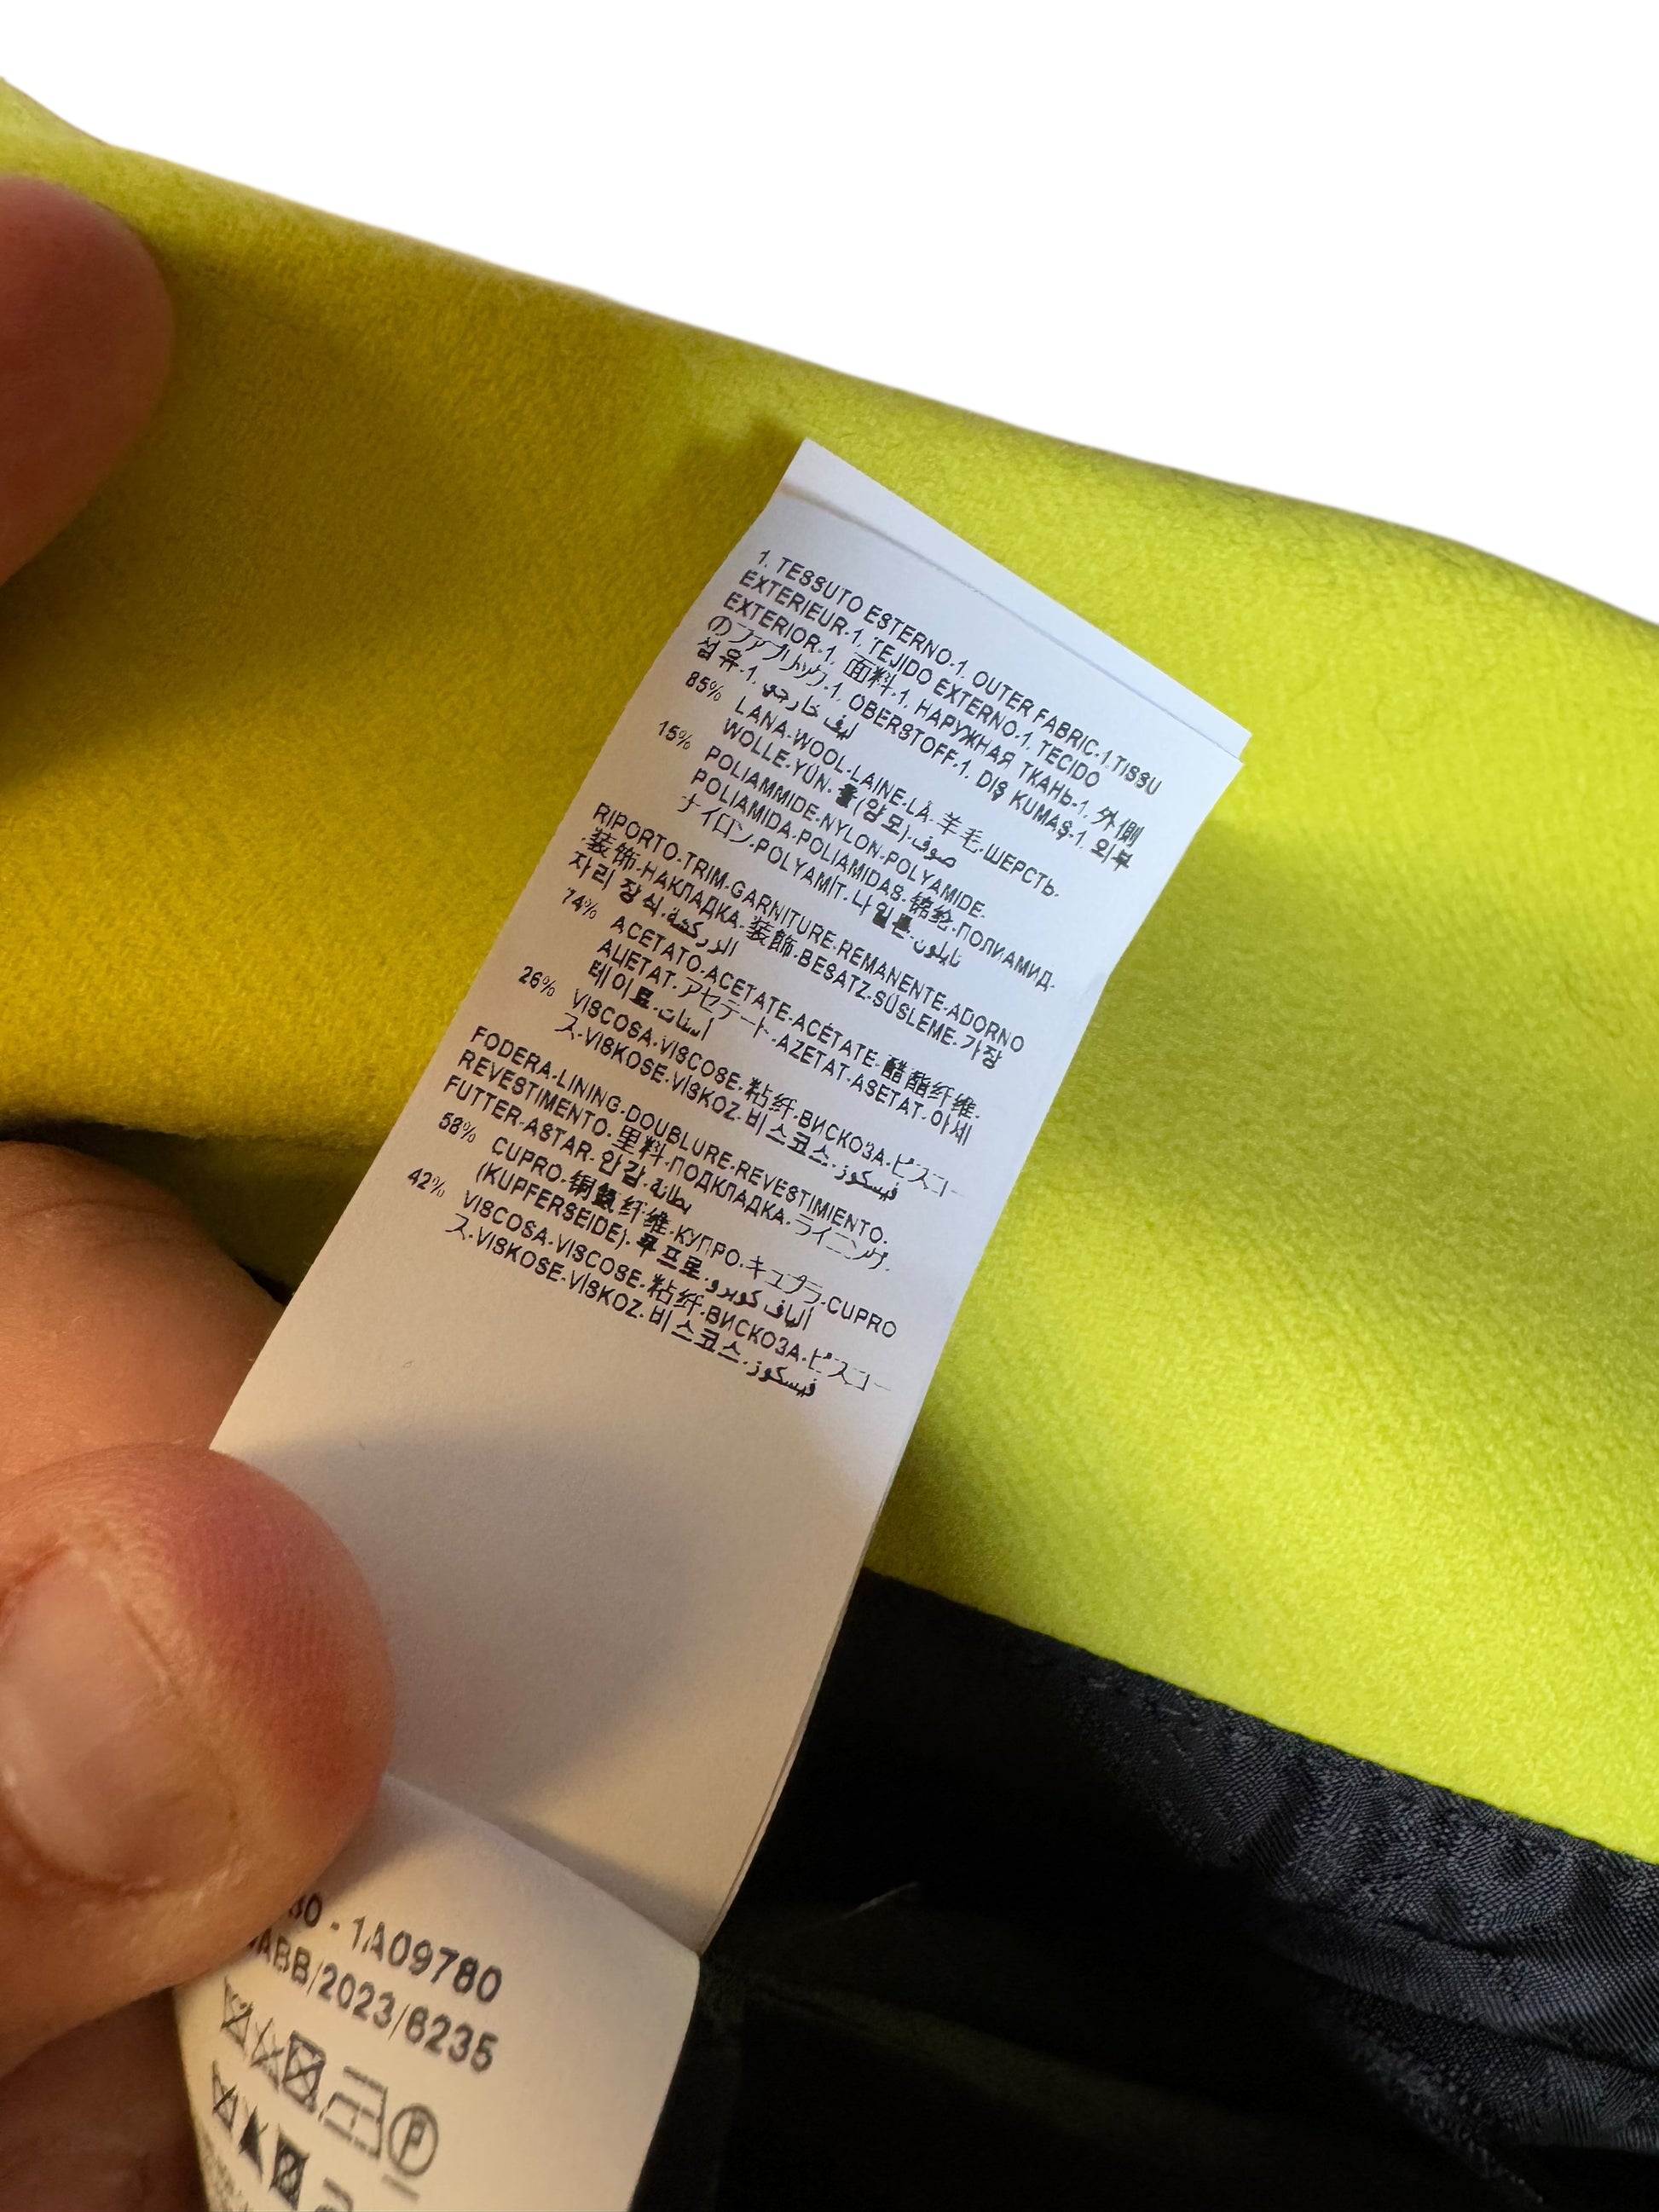 1. TESSUTO ESTERNO-1. OUTER FABRIC-1.TISSU
EXTERIEUR-1. TEJIDO EXTERNO-1. TECIDO
EXTERIOR-1. 面料-1. НАРУЖНАЯ ТКАНЬ-1. 外側
のファブリック-1. OBERSTOFF-1. DIŞ KUMAŞ-1. 외부
섬유-1. ليف خارجي
85% LANA-WOOL-LAINE-LÃ-羊毛-ШЕРСТЬ-
WOLLE-YÜN-울(양모)-صوف
15% POLIAMMIDE-NYLON-POLYAMIDE-
POLIAMIDA-POLIAMIDAS-锦纶-ПОЛИАМИД-
ナイロン-POLYAMİT-나일론-نايلون
RIPORTO-TRIM-GARNITURE-REMANENTE-ADORNO
-装饰-НАКЛАДКА-装飾-BESATZ-SÜSLEME-가장
자리 장식-الزركشة
74% ACETATO-ACETATE-ACÉTATE-醋酯纤维-
АЦЕТАТ-アセテート-AZETAT-ASETAT-아세
테이트-أسيتات
26% VISCOSA-VISCOSE-粘纤-ВИСКОЗА-ビスコー
ス-VISKOSE-VİSKOZ-비스코스-فيسكوز
FODERA-LINING-DOUBLURE-REVESTIMIENTO-
REVESTIMENTO-里料-ПОДКЛАДКА-ライニング-
FUTTER-ASTAR-안감-بطانة
58% CUPRO-铜氨纤维-КУПРО-キュプラ-CUPRO
(KUPFERSEIDE)-쿠프로-ألياف كوبرو
42% VISCOSA-VISCOSE-粘纤-ВИСКОЗА-ビスコー
ス-VISKOSE-VİSKOZ-비스코스-فيسكوز
- 1A09780
ABB/2023/6235
P